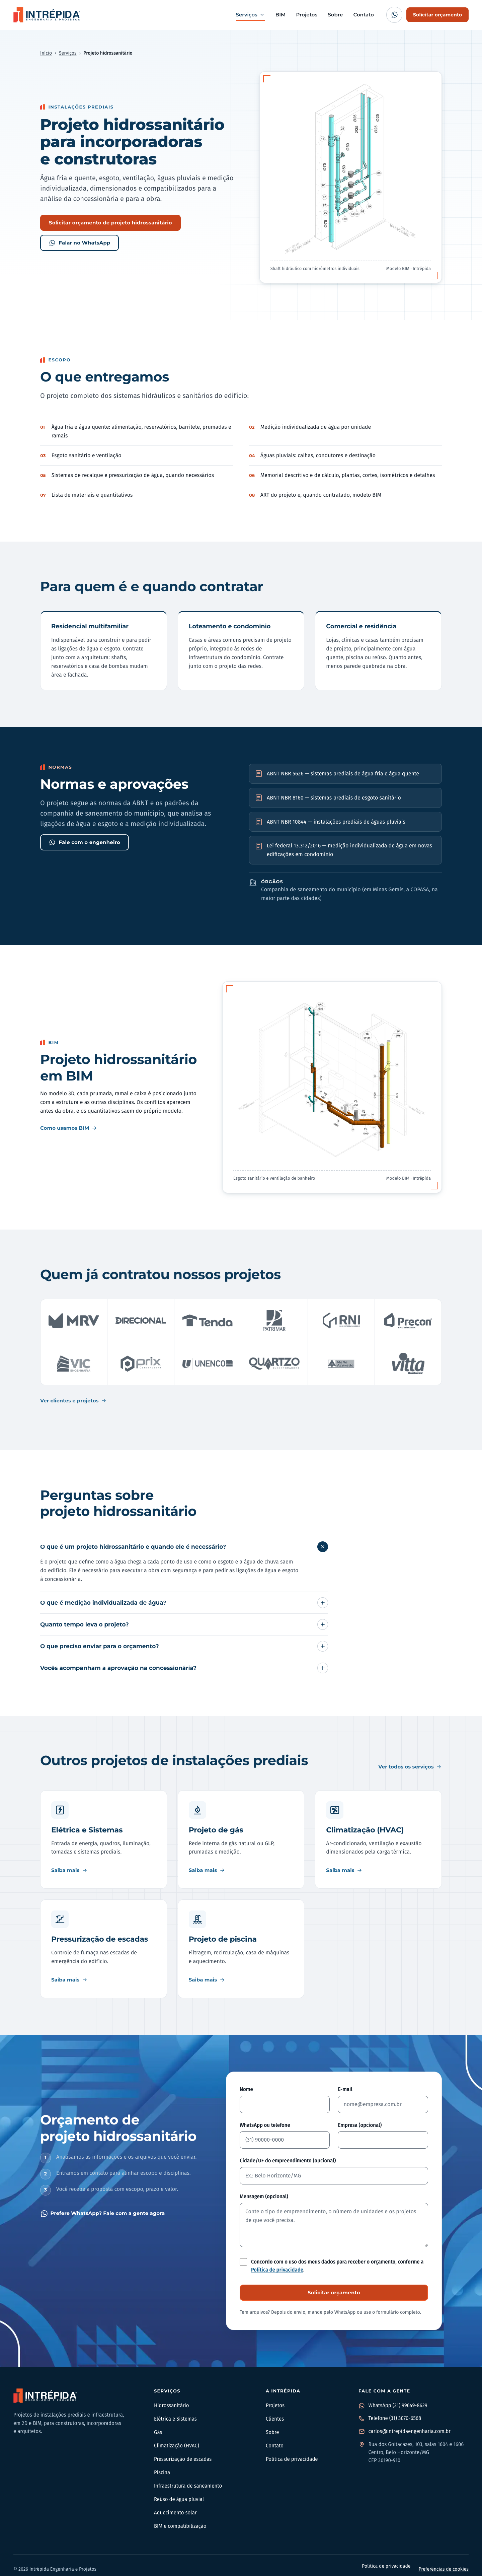 INTRÉPIDA
ENGENHARIA E PROJETOS
Serviços
BIM
Projetos
Sobre
Contato
Solicitar orçamento
Início › Serviços › Projeto hidrossanitário
INSTALAÇÕES PREDIAIS
Projeto hidrossanitário
para incorporadoras
e construtoras
Água fria e quente, esgoto, ventilação, águas pluviais e medição
individualizada, dimensionados e compatibilizados para a
análise da concessionária e para a obra.
Solicitar orçamento de projeto hidrossanitário
Falar no WhatsApp
Shaft hidráulico com hidrômetros individuais
Modelo BIM · Intrépida
ESCOPO
O que entregamos
O projeto completo dos sistemas hidráulicos e sanitários do edifício:
01 Água fria e água quente: alimentação, reservatórios, barrilete, prumadas e
ramais
02 Medição individualizada de água por unidade
03 Esgoto sanitário e ventilação
04 Águas pluviais: calhas, condutores e destinação
05 Sistemas de recalque e pressurização de água, quando necessários
06 Memorial descritivo e de cálculo, plantas, cortes, isométricos e detalhes
07 Lista de materiais e quantitativos
08 ART do projeto e, quando contratado, modelo BIM
Para quem é e quando contratar
Residencial multifamiliar
Indispensável para construir e para pedir
as ligações de água e esgoto. Contrate
junto com a arquitetura: shafts,
reservatórios e casa de bombas mudam
área e fachada.
Loteamento e condomínio
Casas e áreas comuns precisam de projeto
próprio, integrado às redes de
infraestrutura do condomínio. Contrate
junto com o projeto das redes.
Comercial e residência
Lojas, clínicas e casas também precisam
de projeto, principalmente com água
quente, piscina ou reúso. Quanto antes,
menos parede quebrada na obra.
NORMAS
Normas e aprovações
O projeto segue as normas da ABNT e os padrões da
companhia de saneamento do município, que analisa as
ligações de água e esgoto e a medição individualizada.
Fale com o engenheiro
ABNT NBR 5626 — sistemas prediais de água fria e água quente
ABNT NBR 8160 — sistemas prediais de esgoto sanitário
ABNT NBR 10844 — instalações prediais de águas pluviais
Lei federal 13.312/2016 — medição individualizada de água em novas
edificações em condomínio
ÓRGÃOS
Companhia de saneamento do município (em Minas Gerais, a COPASA, na
maior parte das cidades)
BIM
Projeto hidrossanitário
em BIM
No modelo 3D, cada prumada, ramal e caixa é posicionado junto
com a estrutura e as outras disciplinas. Os conflitos aparecem
antes da obra, e os quantitativos saem do próprio modelo.
Como usamos BIM →
Esgoto sanitário e ventilação de banheiro
Modelo BIM · Intrépida
Quem já contratou nossos projetos
MRV
DIRECIONAL
Tenda
PATRIMAR
RNI
Precon
VIC
prix
UNENCO
QUARTZO
vitta
Ver clientes e projetos →
Perguntas sobre
projeto hidrossanitário
O que é um projeto hidrossanitário e quando ele é necessário?
É o projeto que define como a água chega a cada ponto de uso e como o esgoto e a água de chuva saem
do edifício. Ele é necessário para executar a obra com segurança e para pedir as ligações de água e esgoto
à concessionária.
O que é medição individualizada de água?
Quanto tempo leva o projeto?
O que preciso enviar para o orçamento?
Vocês acompanham a aprovação na concessionária?
Outros projetos de instalações prediais
Ver todos os serviços →
Elétrica e Sistemas
Entrada de energia, quadros, iluminação,
tomadas e sistemas prediais.
Saiba mais →
Projeto de gás
Rede interna de gás natural ou GLP,
prumadas e medição.
Saiba mais →
Climatização (HVAC)
Ar-condicionado, ventilação e exaustão
dimensionados pela carga térmica.
Saiba mais →
Pressurização de escadas
Controle de fumaça nas escadas de
emergência do edifício.
Saiba mais →
Projeto de piscina
Filtragem, recirculação, casa de máquinas
e aquecimento.
Saiba mais →
Orçamento de
projeto hidrossanitário
1 Analisamos as informações e os arquivos que você enviar.
2 Entramos em contato para alinhar escopo e disciplinas.
3 Você recebe a proposta com escopo, prazo e valor.
Prefere WhatsApp? Fale com a gente agora
Nome
E-mail
nome@empresa.com.br
WhatsApp ou telefone
(31) 90000-0000
Empresa (opcional)
Cidade/UF do empreendimento (opcional)
Ex.: Belo Horizonte/MG
Mensagem (opcional)
Conte o tipo de empreendimento, o número de unidades e os projetos
de que você precisa.
Concordo com o uso dos meus dados para receber o orçamento, conforme a
Política de privacidade.
Solicitar orçamento
Tem arquivos? Depois do envio, mande pelo WhatsApp ou use o formulário completo.
INTRÉPIDA
ENGENHARIA E PROJETOS
Projetos de instalações prediais e infraestrutura,
em 2D e BIM, para construtoras, incorporadoras
e arquitetos.
SERVIÇOS
Hidrossanitário
Elétrica e Sistemas
Gás
Climatização (HVAC)
Pressurização de escadas
Piscina
Infraestrutura de saneamento
Reúso de água pluvial
Aquecimento solar
BIM e compatibilização
A INTRÉPIDA
Projetos
Clientes
Sobre
Contato
Política de privacidade
FALE COM A GENTE
WhatsApp (31) 99649-8629
Telefone (31) 3070-6568
carlos@intrepidaengenharia.com.br
Rua dos Goitacazes, 103, salas 1604 e 1606
Centro, Belo Horizonte/MG
CEP 30190-910
© 2026 Intrépida Engenharia e Projetos
Política de privacidade
Preferências de cookies